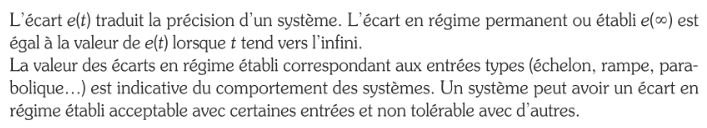 L'écart e(t) traduit la précision d'un système. L'écart en régime permanent ou établi e(∞) est
égal à la valeur de e(t) lorsque t tend vers l'infini.
La valeur des écarts en régime établi correspondant aux entrées types (échelon, rampe, para-
bolique…) est indicative du comportement des systèmes. Un système peut avoir un écart en
régime établi acceptable avec certaines entrées et non tolérable avec d'autres.